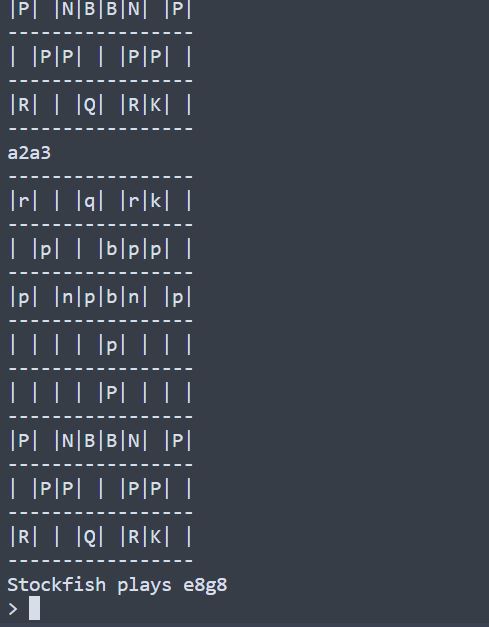 |P| |N|B|B|N| |P|
-----------------
| |P|P| | |P|P| |
-----------------
|R| | |Q| |R|K| |
-----------------
a2a3
-----------------
|r| | |q| |r|k| |
-----------------
| |p| | |b|p|p| |
-----------------
|p| |n|p|b|n| |p|
-----------------
| | | | |p| | | |
-----------------
| | | | |P| | | |
-----------------
|P| |N|B|B|N| |P|
-----------------
| |P|P| | |P|P| |
-----------------
|R| | |Q| |R|K| |
-----------------
Stockfish plays e8g8
>